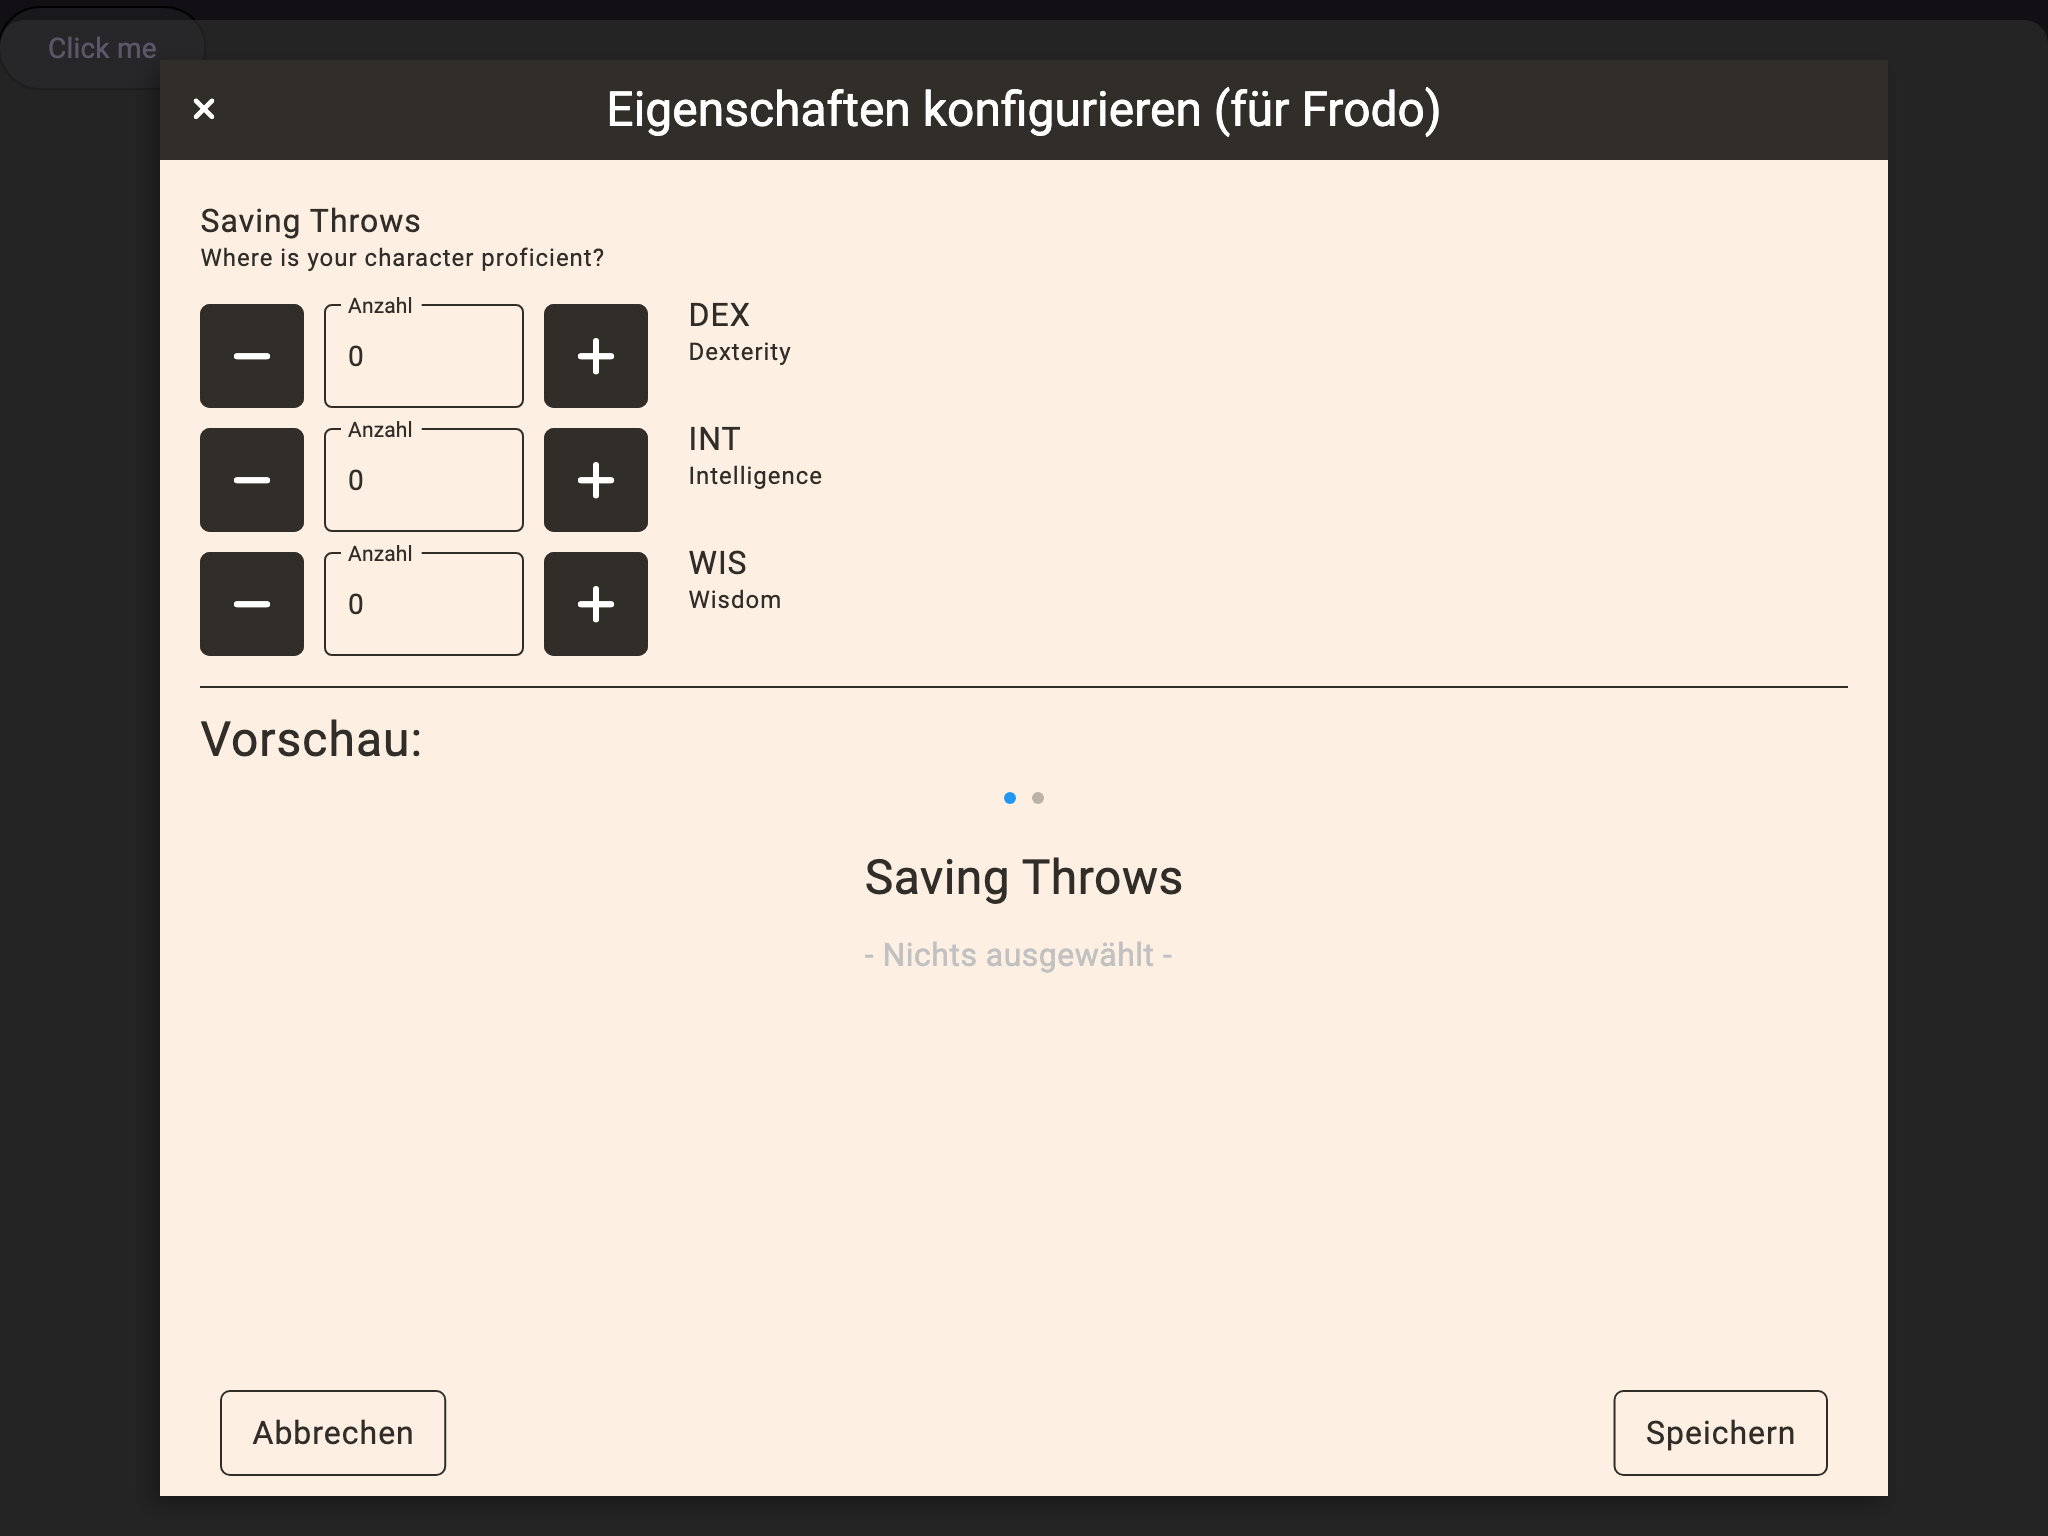 Click me
Eigenschaften konfigurieren (für Frodo)
Saving Throws
Where is your character proficient?
Anzahl
0
DEX
Dexterity
Anzahl
0
INT
Intelligence
Anzahl
0
WIS
Wisdom
Vorschau:
Saving Throws
- Nichts ausgewählt -
Abbrechen
Speichern